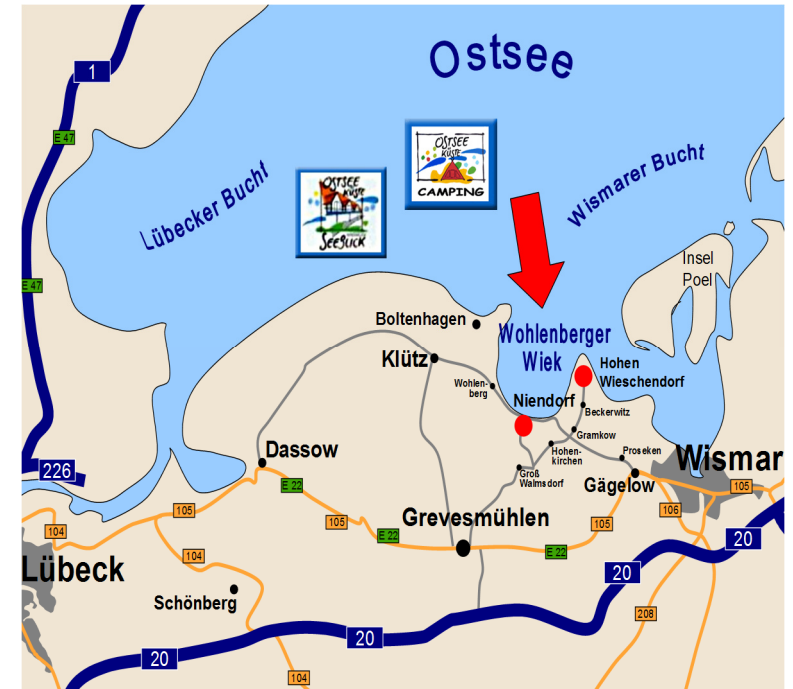 Ostsee
1
E 47
OSTSEE
KÜSTE
CAMPING
Wismarer Bucht
Lübecker Bucht
OSTSEE
KÜSTE
SEEBLICK
Insel
Poel
E 47
Boltenhagen
Wohlenberger
Wiek
Klütz
Hohen
Wieschendorf
Wohlen-
berg
Niendorf
Beckerwitz
Gramkow
Hohen-
kirchen
Proseken
Wismar
Dassow
Groß
Walmsdorf
Gägelow
226
E 22
105
105
105
106
104
105
Grevesmühlen
105
E 22
E 22
20
104
Lübeck
20
Schönberg
208
20
20
104